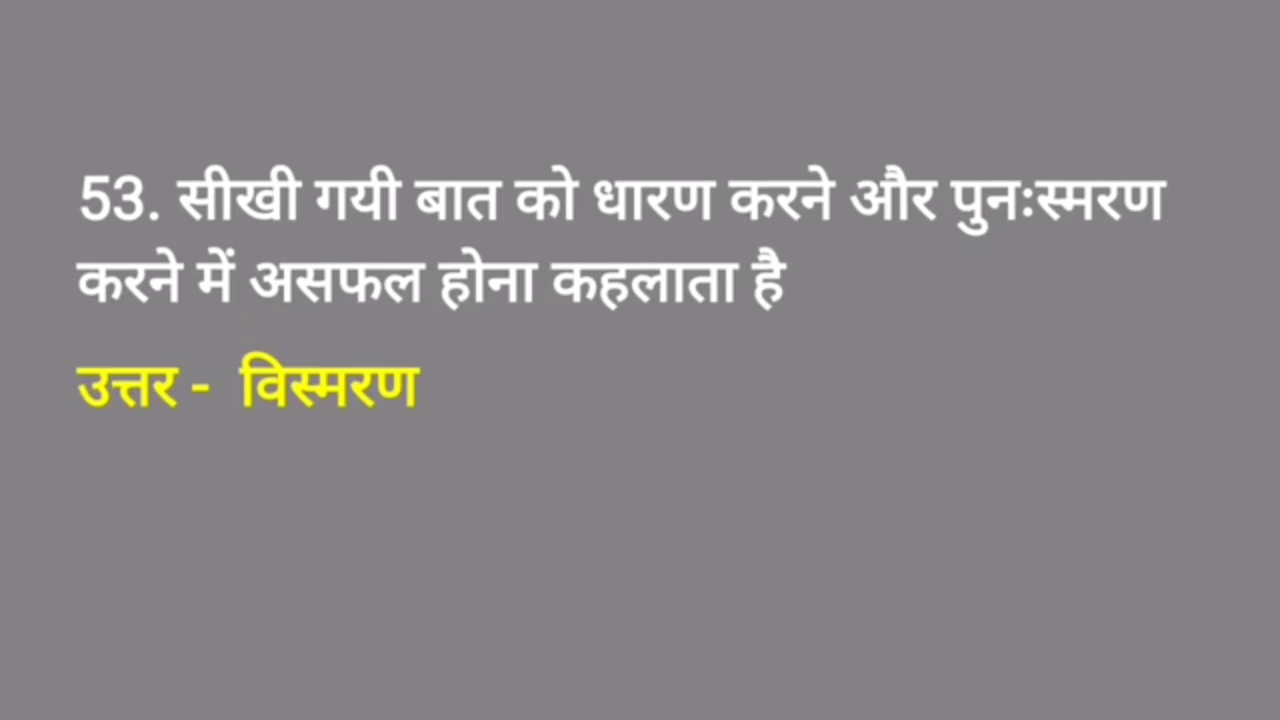 53. सीखी गयी बात को धारण करने और पुनःस्मरण
करने में असफल होना कहलाता है
उत्तर - विस्मरण